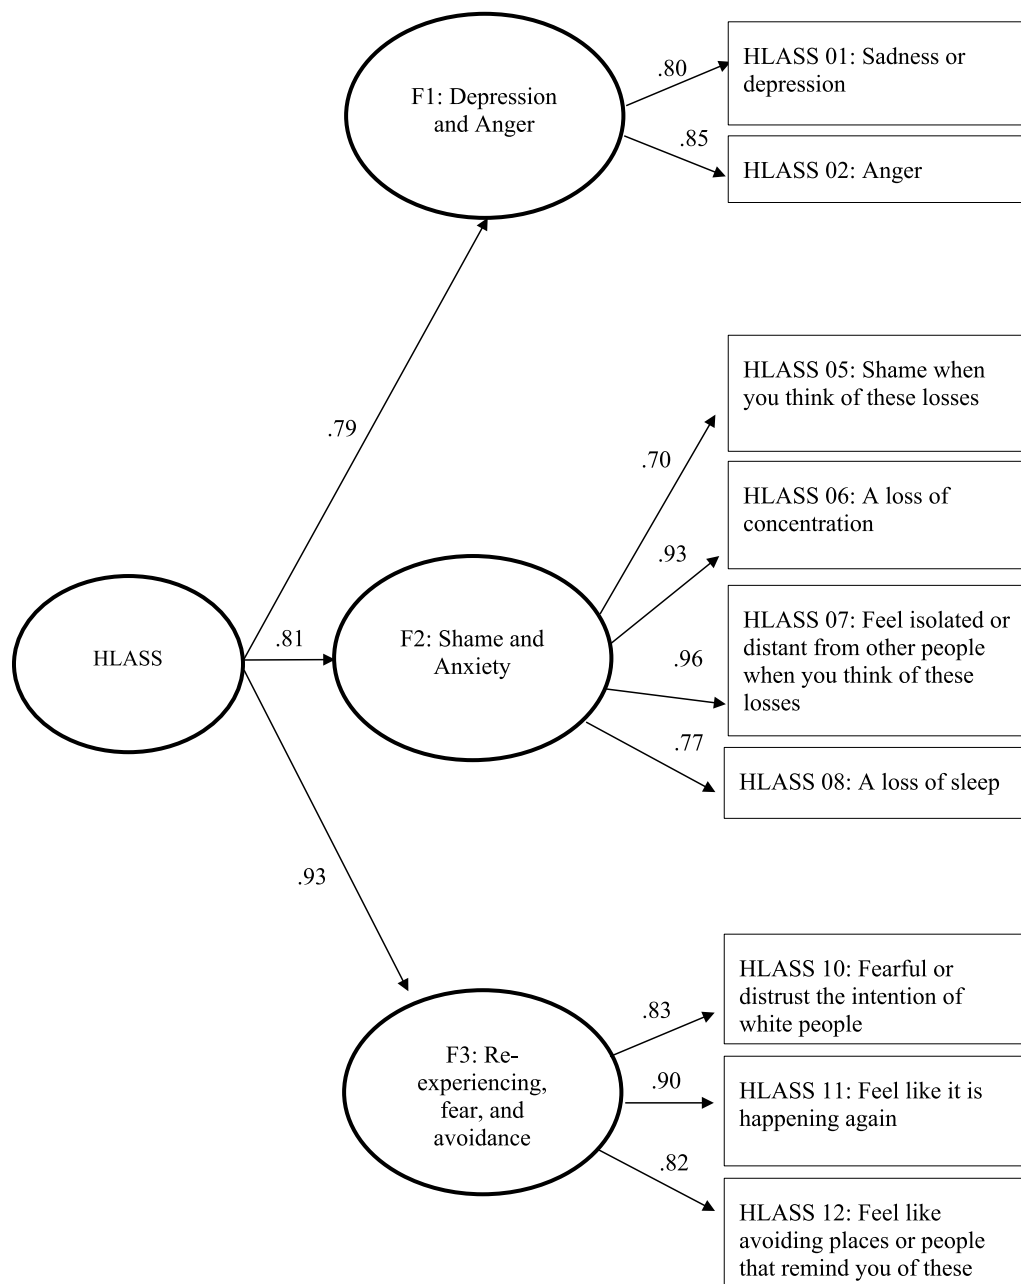 F1: Depression
and Anger
.80
HLASS 01: Sadness or
depression
.85
HLASS 02: Anger
.79
HLASS
.81
F2: Shame and
Anxiety
.70
HLASS 05: Shame when
you think of these losses
.93
HLASS 06: A loss of
concentration
.96
HLASS 07: Feel isolated or
distant from other people
when you think of these
losses
.77
HLASS 08: A loss of sleep
.93
F3: Re-
experiencing,
fear, and
avoidance
.83
HLASS 10: Fearful or
distrust the intention of
white people
.90
HLASS 11: Feel like it is
happening again
.82
HLASS 12: Feel like
avoiding places or people
that remind you of these